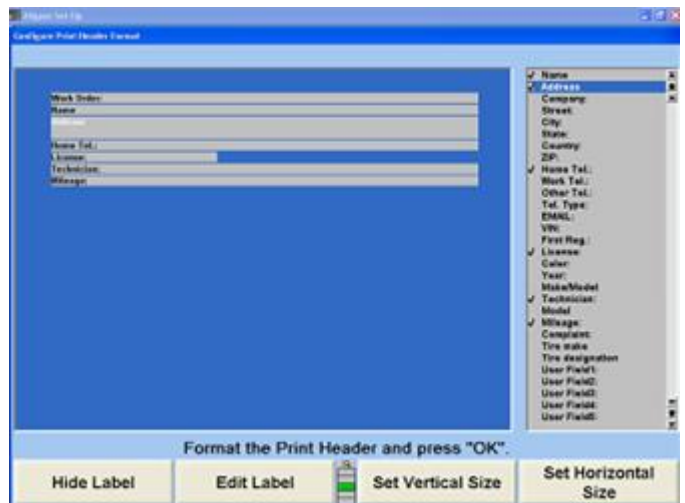 Aligner Set Up
Configure Print Header Format
Work Order:
Name
Address
Home Tel.:
License:
Technician:
Mileage:
Name
Address
Company:
Street:
City:
State:
Country:
ZIP:
Home Tel.:
Work Tel.:
Other Tel.:
Tel. Type:
EMAIL:
VIN:
First Reg.:
License:
Color:
Year:
Make/Model
Technician:
Model
Mileage:
Complaint:
Tire make
Tire designation
User Field1:
User Field2:
User Field3:
User Field4:
User Field5:
Format the Print Header and press "OK".
Hide Label
Edit Label
Set Vertical Size
Set Horizontal
Size